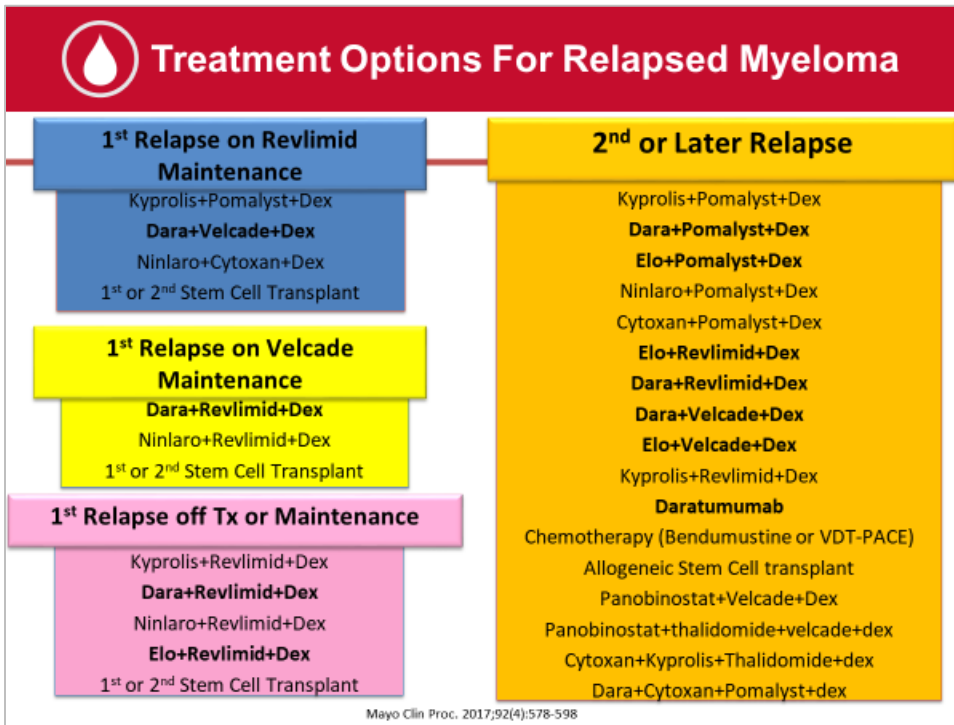 Treatment Options For Relapsed Myeloma
1st Relapse on Revlimid
Maintenance
Kyprolis+Pomalyst+Dex
Dara+Velcade+Dex
Ninlaro+Cytoxan+Dex
1st or 2nd Stem Cell Transplant
1st Relapse on Velcade
Maintenance
Dara+Revlimid+Dex
Ninlaro+Revlimid+Dex
1st or 2nd Stem Cell Transplant
1st Relapse off Tx or Maintenance
Kyprolis+Revlimid+Dex
Dara+Revlimid+Dex
Ninlaro+Revlimid+Dex
Elo+Revlimid+Dex
1st or 2nd Stem Cell Transplant
2nd or Later Relapse
Kyprolis+Pomalyst+Dex
Dara+Pomalyst+Dex
Elo+Pomalyst+Dex
Ninlaro+Pomalyst+Dex
Cytoxan+Pomalyst+Dex
Elo+Revlimid+Dex
Dara+Revlimid+Dex
Dara+Velcade+Dex
Elo+Velcade+Dex
Kyprolis+Revlimid+Dex
Daratumumab
Chemotherapy (Bendumustine or VDT-PACE)
Allogeneic Stem Cell transplant
Panobinostat+Velcade+Dex
Panobinostat+thalidomide+velcade+dex
Cytoxan+Kyprolis+Thalidomide+dex
Dara+Cytoxan+Pomalyst+dex
Mayo Clin Proc. 2017;92(4):578-598